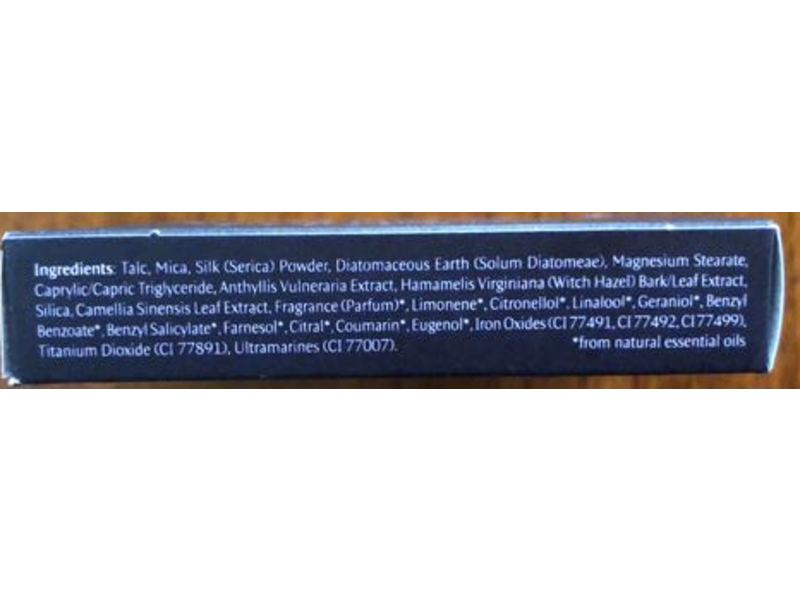 Ingredients: Talc, Mica, Silk (Serica) Powder, Diatomaceous Earth (Solum Diatomeae), Magnesium Stearate,
Caprylic/Capric Triglyceride, Anthyllis Vulneraria Extract, Hamamelis Virginiana (Witch Hazel) Bark/Leaf Extract,
Silica, Camellia Sinensis Leaf Extract, Fragrance (Parfum)*, Limonene*, Citronellol*, Linalool*, Geraniol*, Benzyl
Benzoate*, Benzyl Salicylate*, Farnesol*, Citral*, Coumarin*, Eugenol*, Iron Oxides (CI 77491, CI 77492, CI 77499),
Titanium Dioxide (CI 77891), Ultramarines (CI 77007). *from natural essential oils